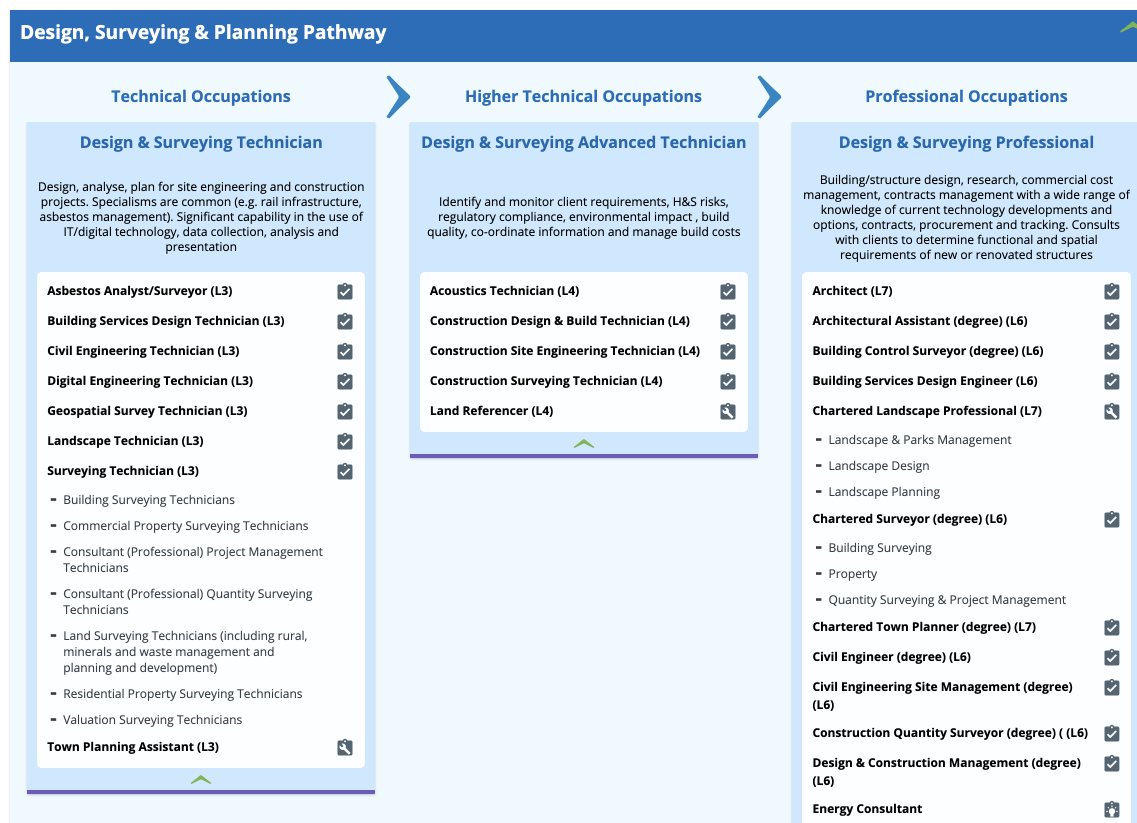 Design, Surveying & Planning Pathway
Technical Occupations
Design & Surveying Technician
Design, analyse, plan for site engineering and construction
projects. Specialisms are common (e.g. rail infrastructure,
asbestos management). Significant capability in the use of
IT/digital technology, data collection, analysis and
presentation
Asbestos Analyst/Surveyor (L3)
Building Services Design Technician (L3)
Civil Engineering Technician (L3)
Digital Engineering Technician (L3)
Geospatial Survey Technician (L3)
Landscape Technician (L3)
Surveying Technician (L3)
- Building Surveying Technicians
- Commercial Property Surveying Technicians
- Consultant (Professional) Project Management
Technicians
- Consultant (Professional) Quantity Surveying
Technicians
- Land Surveying Technicians (including rural,
minerals and waste management and
planning and development)
- Residential Property Surveying Technicians
- Valuation Surveying Technicians
Town Planning Assistant (L3)
Higher Technical Occupations
Design & Surveying Advanced Technician
Identify and monitor client requirements, H&S risks,
regulatory compliance, environmental impact , build
quality, co-ordinate information and manage build costs
Acoustics Technician (L4)
Construction Design & Build Technician (L4)
Construction Site Engineering Technician (L4)
Construction Surveying Technician (L4)
Land Referencer (L4)
Professional Occupations
Design & Surveying Professional
Building/structure design, research, commercial cost
management, contracts management with a wide range of
knowledge of current technology developments and
options, contracts, procurement and tracking. Consults
with clients to determine functional and spatial
requirements of new or renovated structures
Architect (L7)
Architectural Assistant (degree) (L6)
Building Control Surveyor (degree) (L6)
Building Services Design Engineer (L6)
Chartered Landscape Professional (L7)
- Landscape & Parks Management
- Landscape Design
- Landscape Planning
Chartered Surveyor (degree) (L6)
- Building Surveying
- Property
- Quantity Surveying & Project Management
Chartered Town Planner (degree) (L7)
Civil Engineer (degree) (L6)
Civil Engineering Site Management (degree)
(L6)
Construction Quantity Surveyor (degree) ( (L6)
Design & Construction Management (degree)
(L6)
Energy Consultant